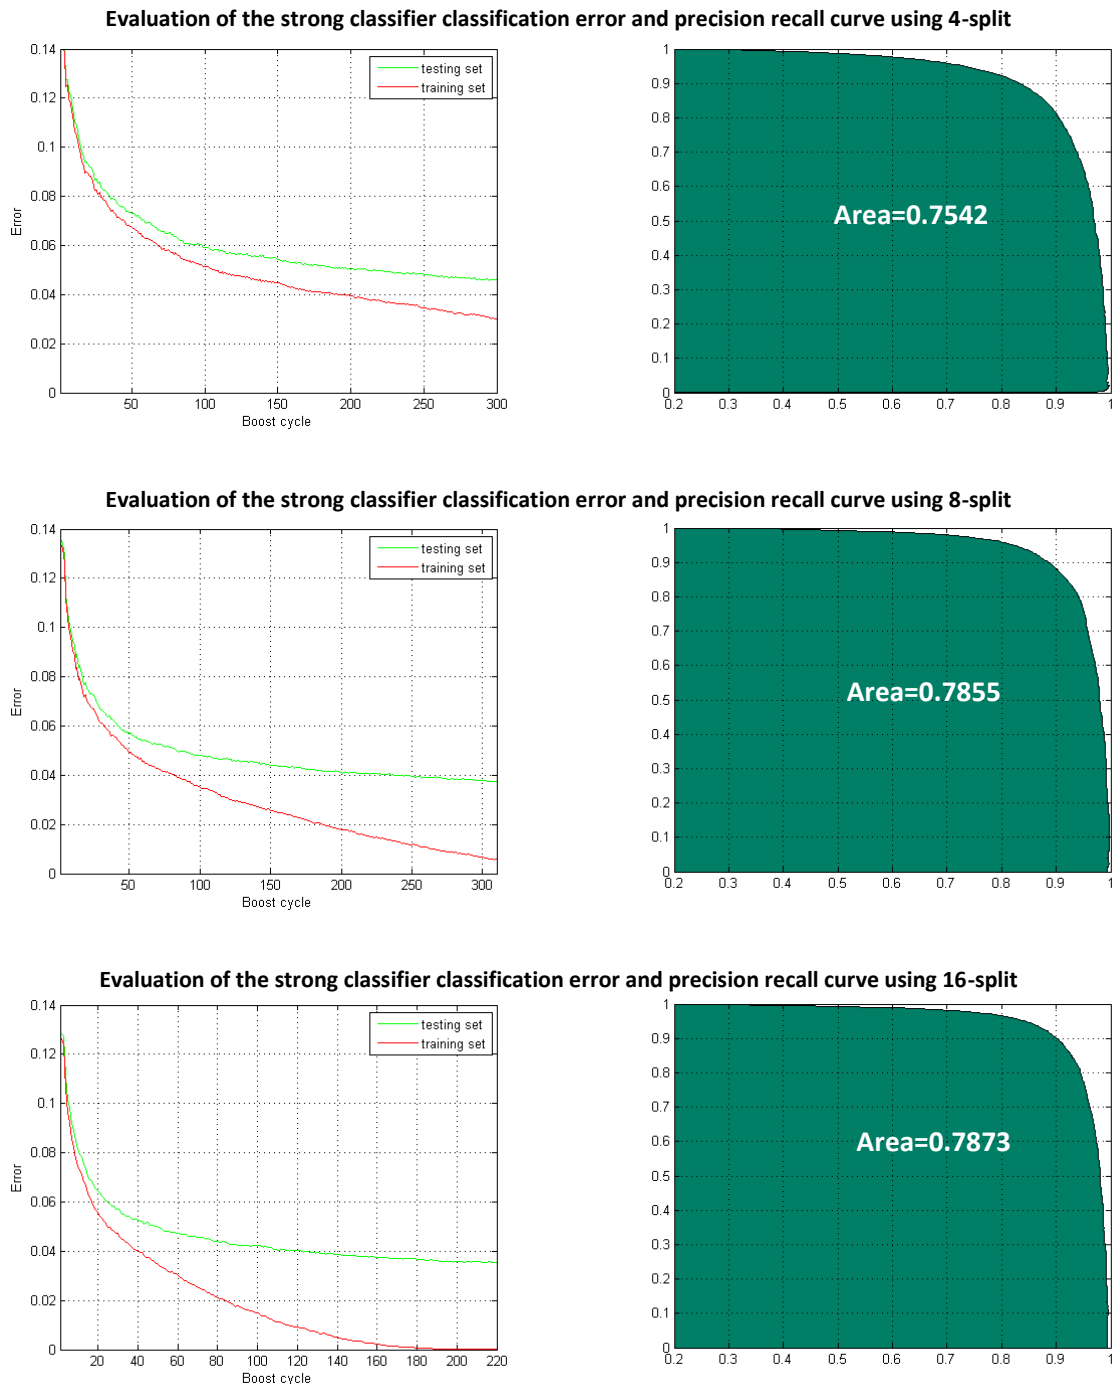 Evaluation of the strong classifier classification error and precision recall curve using 4-split
0.14
0.12
0.1
0.08
0.06
0.04
0.02
0
Error
testing set
training set
50 100 150 200 250 300
Boost cycle
1
0.9
0.8
0.7
0.6
0.5
0.4
0.3
0.2
0.1
0
Area=0.7542
0.2 0.3 0.4 0.5 0.6 0.7 0.8 0.9 1
Evaluation of the strong classifier classification error and precision recall curve using 8-split
0.14
0.12
0.1
0.08
0.06
0.04
0.02
0
Error
testing set
training set
50 100 150 200 250 300
Boost cycle
1
0.9
0.8
0.7
0.6
0.5
0.4
0.3
0.2
0.1
0
Area=0.7855
0.2 0.3 0.4 0.5 0.6 0.7 0.8 0.9 1
Evaluation of the strong classifier classification error and precision recall curve using 16-split
0.14
0.12
0.1
0.08
0.06
0.04
0.02
0
Error
testing set
training set
20 40 60 80 100 120 140 160 180 200 220
Boost cycle
1
0.9
0.8
0.7
0.6
0.5
0.4
0.3
0.2
0.1
0
Area=0.7873
0.2 0.3 0.4 0.5 0.6 0.7 0.8 0.9 1